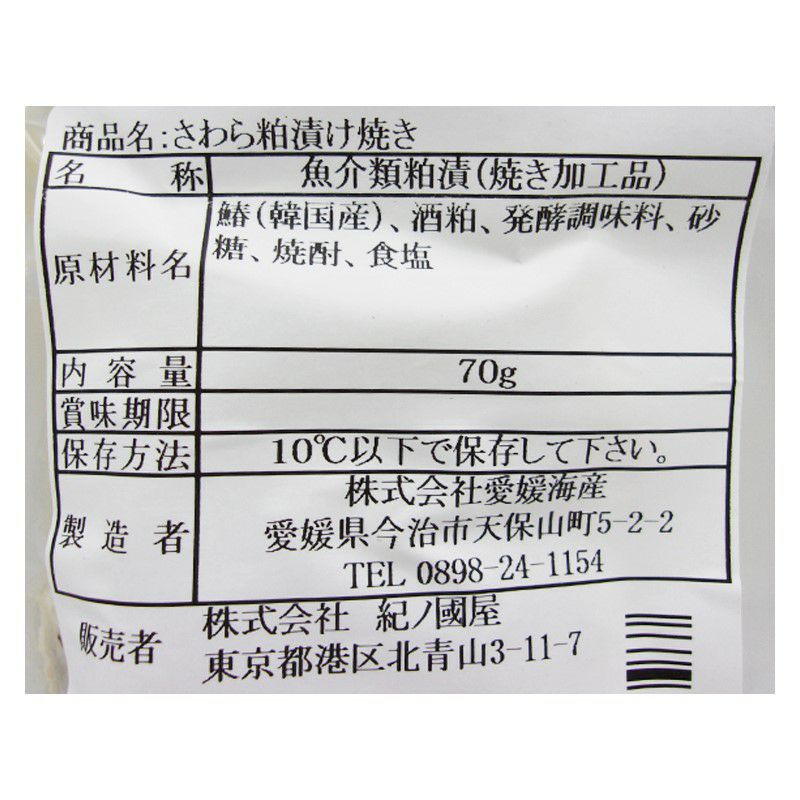 商品名:さわら粕漬け焼き
名称 魚介類粕漬(焼き加工品)
原材料名 鰆(韓国産)、酒粕、発酵調味料、砂
糖、焼酎、食塩
内容量 70g
賞味期限
保存方法 10℃以下で保存して下さい。
製造者 株式会社愛媛海産
愛媛県今治市天保山町5-2-2
TEL 0898-24-1154
販売者 株式会社 紀ノ國屋
東京都港区北青山3-11-7